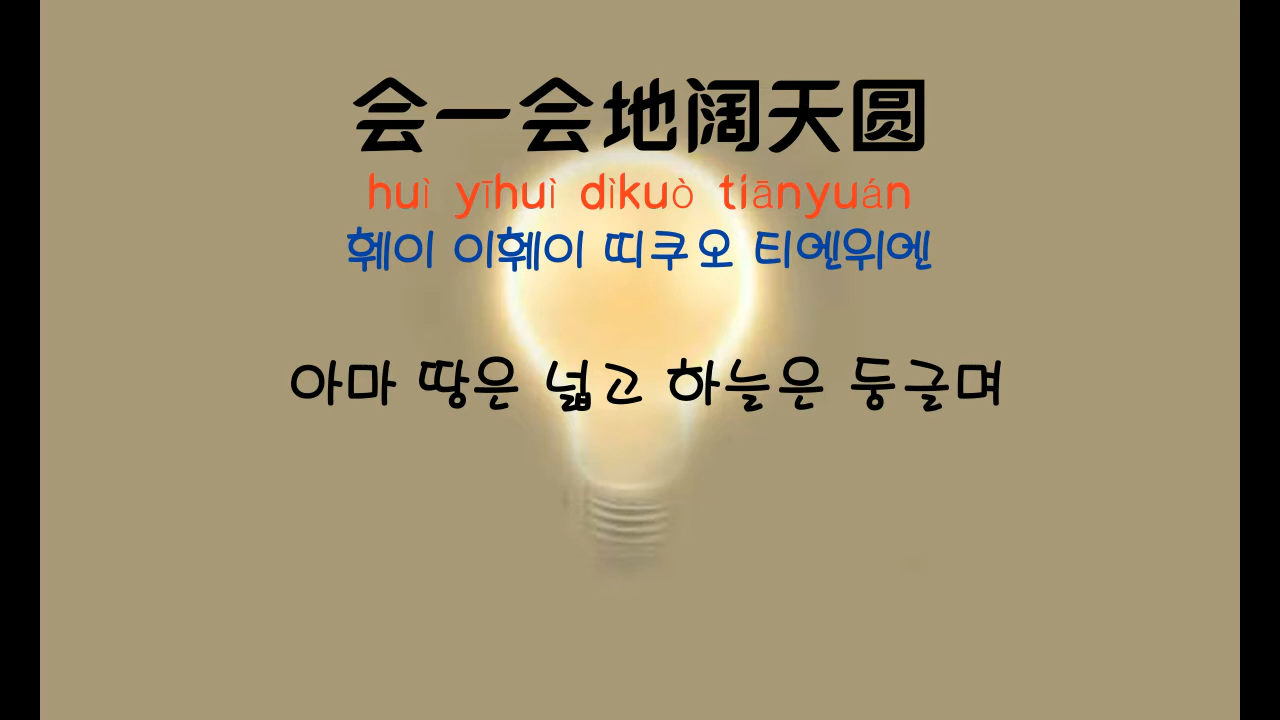 会一会地阔天圆
huì yīhuì dìkuò tiānyuán
훼이 이훼이 띠쿠오 티엔위엔
아마 땅은 넓고 하늘은 둥글며